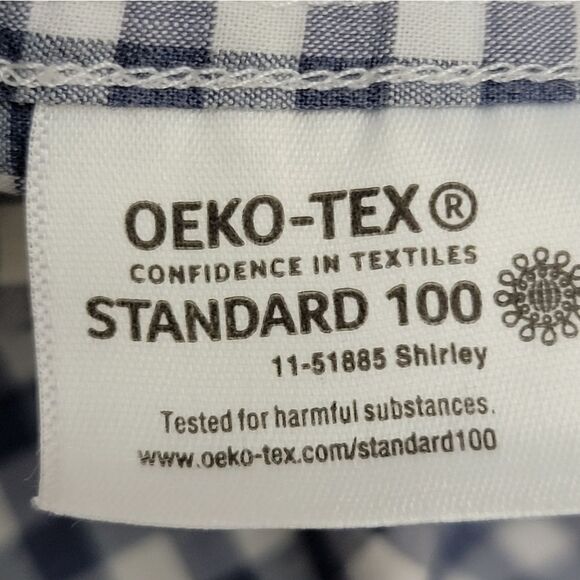 OEKO-TEX®
CONFIDENCE IN TEXTILES
STANDARD 100
11-51885 Shirley
Tested for harmful substances.
www.oeko-tex.com/standard100